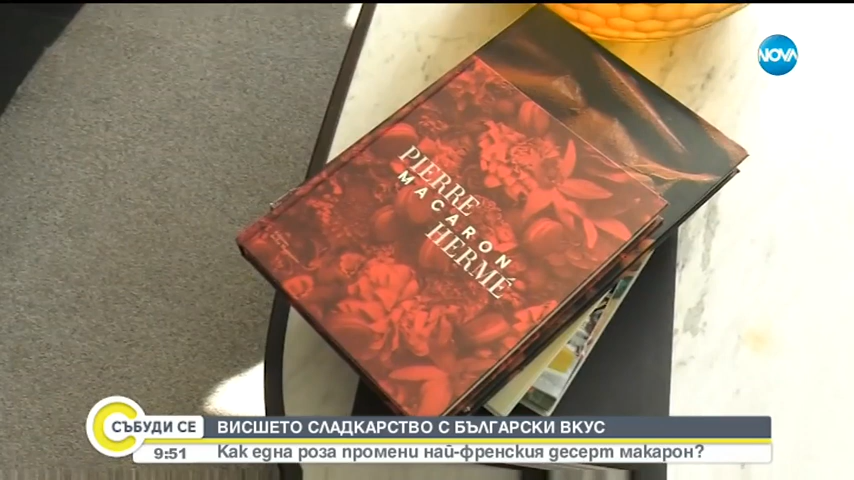 NOVA
PIERRE
MACARON
HERMÉ
СЪБУДИ СЕ
ВИСШЕТО СЛАДКАРСТВО С БЪЛГАРСКИ ВКУС
9:51
Как една роза промени най-френския десерт макарон?